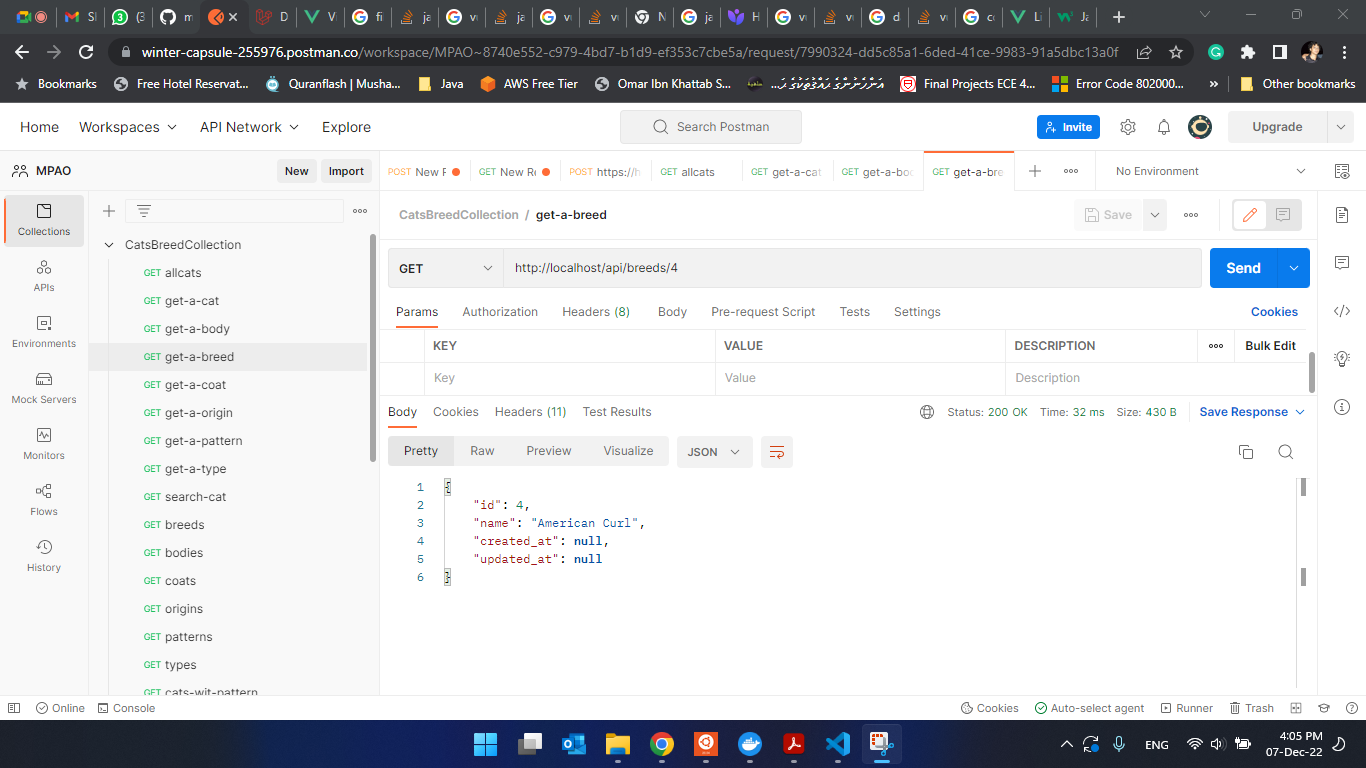 Sl
(3
m
D
V
fi
ja
vu
ja
vu
vu
N
ja
H
vu
vu
d
vu
co
Li
Ja
winter-capsule-255976.postman.co/workspace/MPAO~8740e552-c979-4bd7-b1d9-ef353c7cbe5a/request/7990324-dd5c85a1-6ded-41ce-9983-91a5dbc13a0f
Bookmarks
Free Hotel Reservat...
Quranflash | Musha...
Java
AWS Free Tier
Omar Ibn Khattab S...
Final Projects ECE 4...
Error Code 802000...
»
Other bookmarks
Home
Workspaces
API Network
Explore
Search Postman
Invite
Upgrade
MPAO
New
Import
POST New R
GET New Re
POST https://h
GET allcats
GET get-a-cat
GET get-a-bod
GET get-a-bre
No Environment
Collections
APIs
Environments
Mock Servers
Monitors
Flows
History
CatsBreedCollection
GET allcats
GET get-a-cat
GET get-a-body
GET get-a-breed
GET get-a-coat
GET get-a-origin
GET get-a-pattern
GET get-a-type
GET search-cat
GET breeds
GET bodies
GET coats
GET origins
GET patterns
GET types
GET cats-wit-pattern
CatsBreedCollection / get-a-breed
Save
GET
http://localhost/api/breeds/4
Send
Params
Authorization
Headers (8)
Body
Pre-request Script
Tests
Settings
Cookies
KEY
VALUE
DESCRIPTION
Bulk Edit
Key
Value
Description
Body
Cookies
Headers (11)
Test Results
Status: 200 OK
Time: 32 ms
Size: 430 B
Save Response
Pretty
Raw
Preview
Visualize
JSON
1 {
2 "id": 4,
3 "name": "American Curl",
4 "created_at": null,
5 "updated_at": null
6 }
Online
Console
Cookies
Auto-select agent
Runner
Trash
ENG
4:05 PM
07-Dec-22